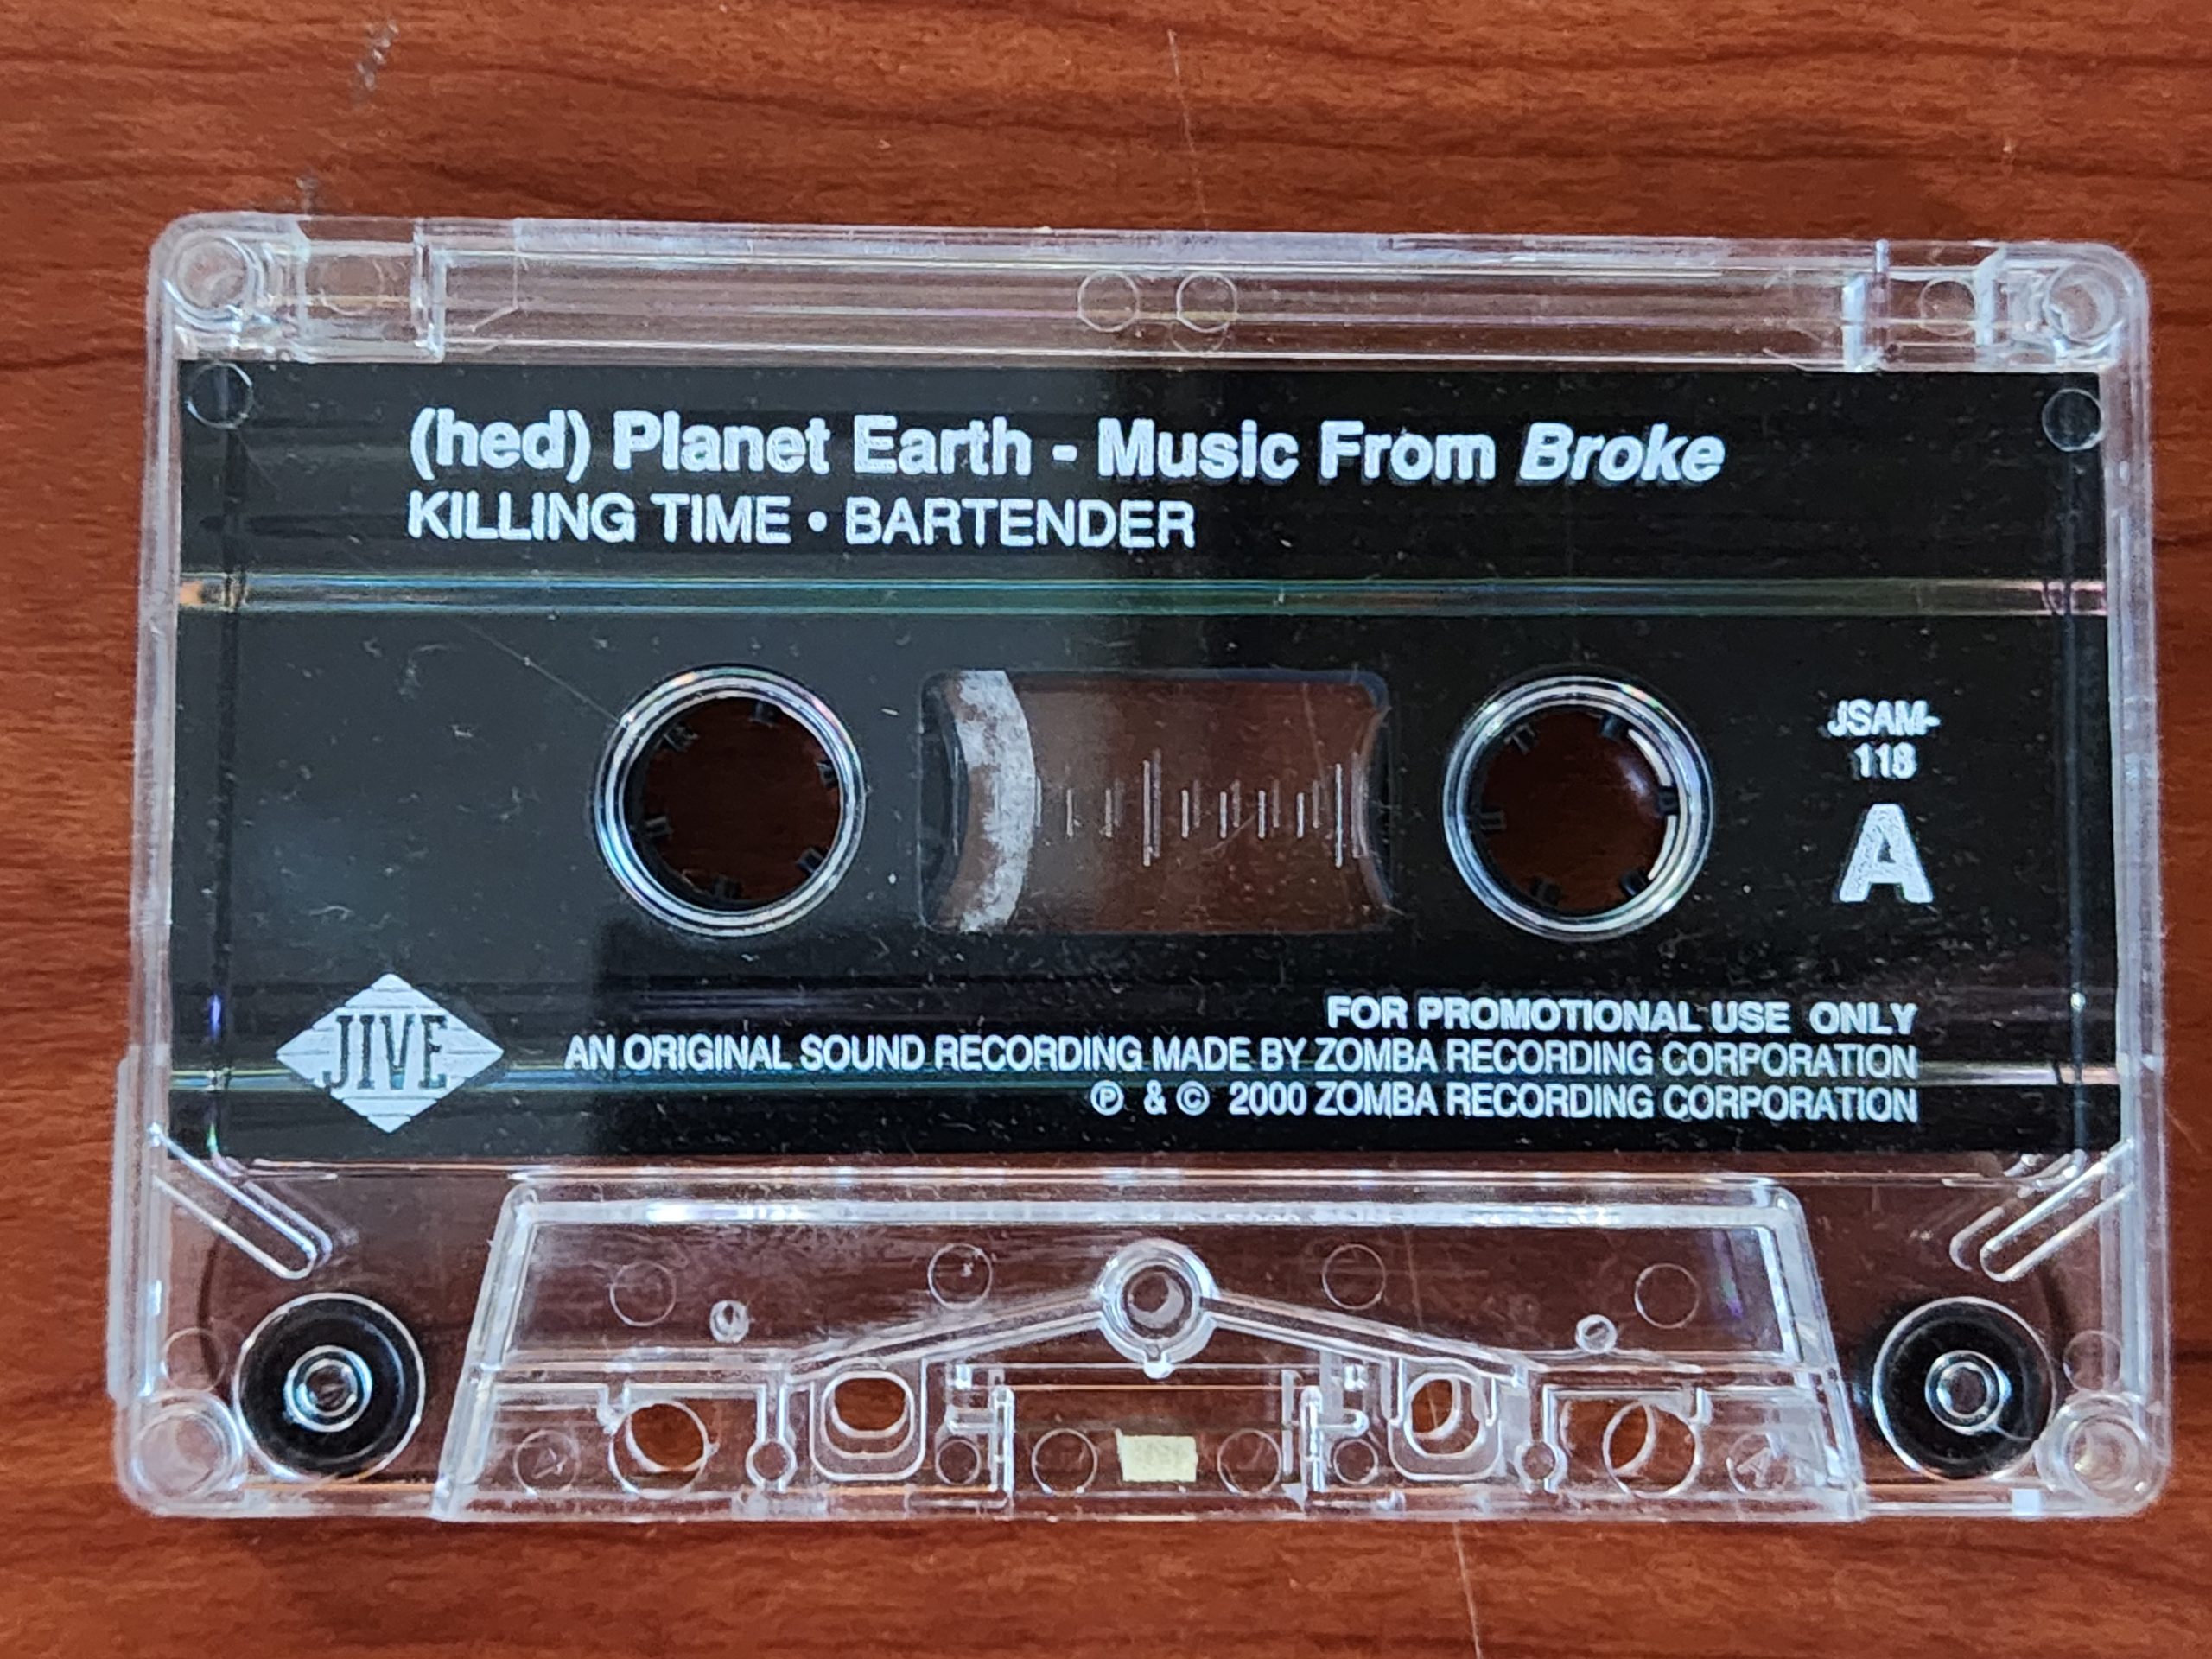 (hed) Planet Earth - Music From Broke
KILLING TIME • BARTENDER
JSAM-
118
A
JIVE
FOR PROMOTIONAL USE ONLY
AN ORIGINAL SOUND RECORDING MADE BY ZOMBA RECORDING CORPORATION
℗ & © 2000 ZOMBA RECORDING CORPORATION